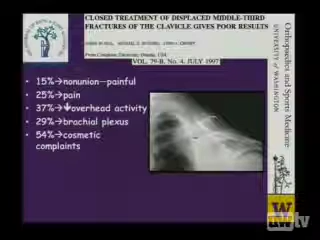 CLOSED TREATMENT OF DISPLACED MIDDLE-THIRD
FRACTURES OF THE CLAVICLE GIVES POOR RESULTS
VOL. 79-B, No. 4, JULY 1997
• 15%→nonunion--painful
• 25%→pain
• 37%→↓overhead activity
• 29%→brachial plexus
• 54%→cosmetic
complaints
Orthopaedics and Sports Medicine
UNIVERSITY OF
WASHINGTON
W
tv